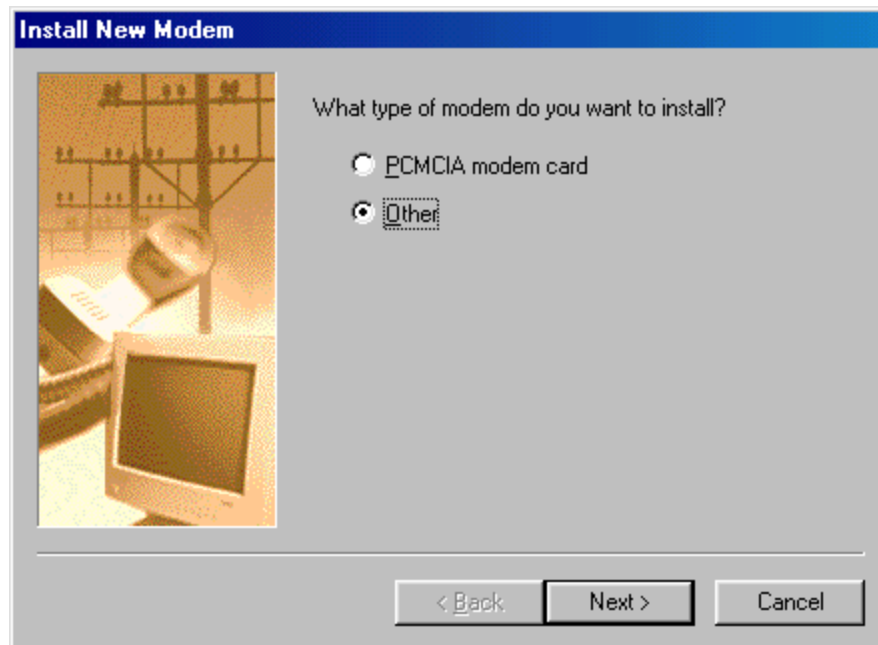 Install New Modem
What type of modem do you want to install?
PCMCIA modem card
Other
< Back
Next >
Cancel